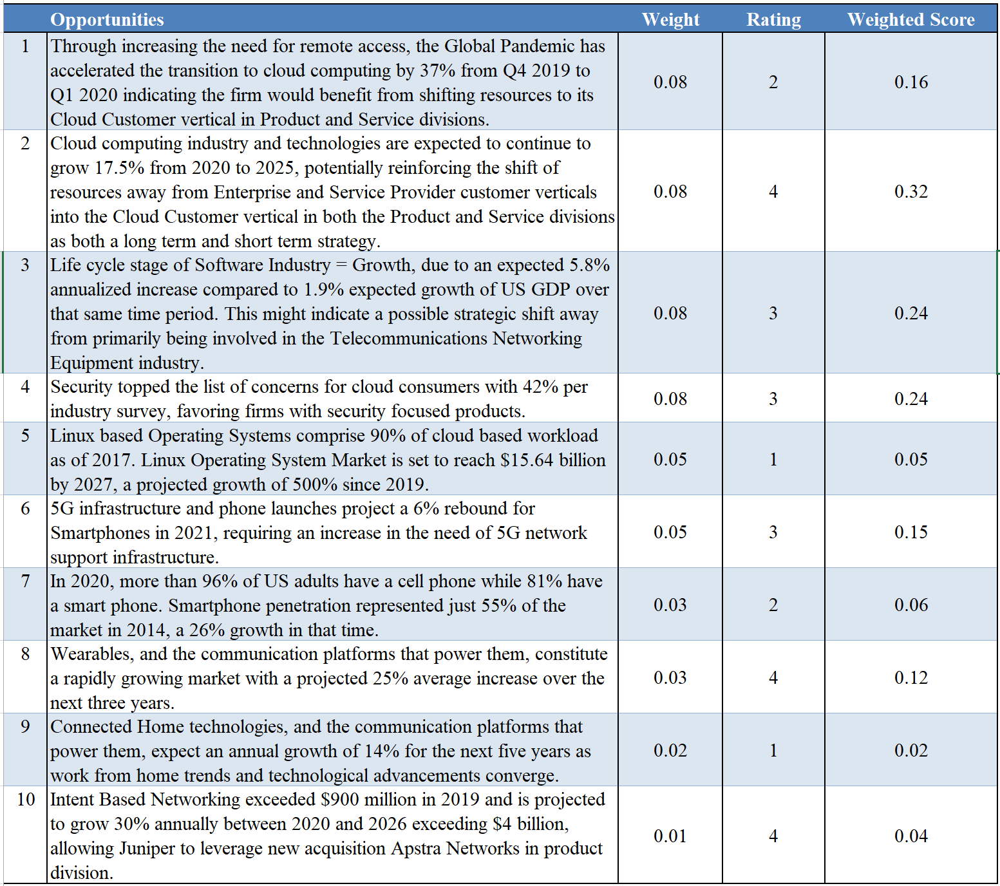 Opportunities Weight Rating Weighted Score
1 Through increasing the need for remote access, the Global Pandemic has
accelerated the transition to cloud computing by 37% from Q4 2019 to
Q1 2020 indicating the firm would benefit from shifting resources to its
Cloud Customer vertical in Product and Service divisions.
0.08 2 0.16
2 Cloud computing industry and technologies are expected to continue to
grow 17.5% from 2020 to 2025, potentially reinforcing the shift of
resources away from Enterprise and Service Provider customer verticals
into the Cloud Customer vertical in both the Product and Service divisions
as both a long term and short term strategy.
0.08 4 0.32
3 Life cycle stage of Software Industry = Growth, due to an expected 5.8%
annualized increase compared to 1.9% expected growth of US GDP over
that same time period. This might indicate a possible strategic shift away
from primarily being involved in the Telecommunications Networking
Equipment industry.
0.08 3 0.24
4 Security topped the list of concerns for cloud consumers with 42% per
industry survey, favoring firms with security focused products.
0.08 3 0.24
5 Linux based Operating Systems comprise 90% of cloud based workload
as of 2017. Linux Operating System Market is set to reach $15.64 billion
by 2027, a projected growth of 500% since 2019.
0.05 1 0.05
6 5G infrastructure and phone launches project a 6% rebound for
Smartphones in 2021, requiring an increase in the need of 5G network
support infrastructure.
0.05 3 0.15
7 In 2020, more than 96% of US adults have a cell phone while 81% have
a smart phone. Smartphone penetration represented just 55% of the
market in 2014, a 26% growth in that time.
0.03 2 0.06
8 Wearables, and the communication platforms that power them, constitute
a rapidly growing market with a projected 25% average increase over the
next three years.
0.03 4 0.12
9 Connected Home technologies, and the communication platforms that
power them, expect an annual growth of 14% for the next five years as
work from home trends and technological advancements converge.
0.02 1 0.02
10 Intent Based Networking exceeded $900 million in 2019 and is projected
to grow 30% annually between 2020 and 2026 exceeding $4 billion,
allowing Juniper to leverage new acquisition Apstra Networks in product
division.
0.01 4 0.04